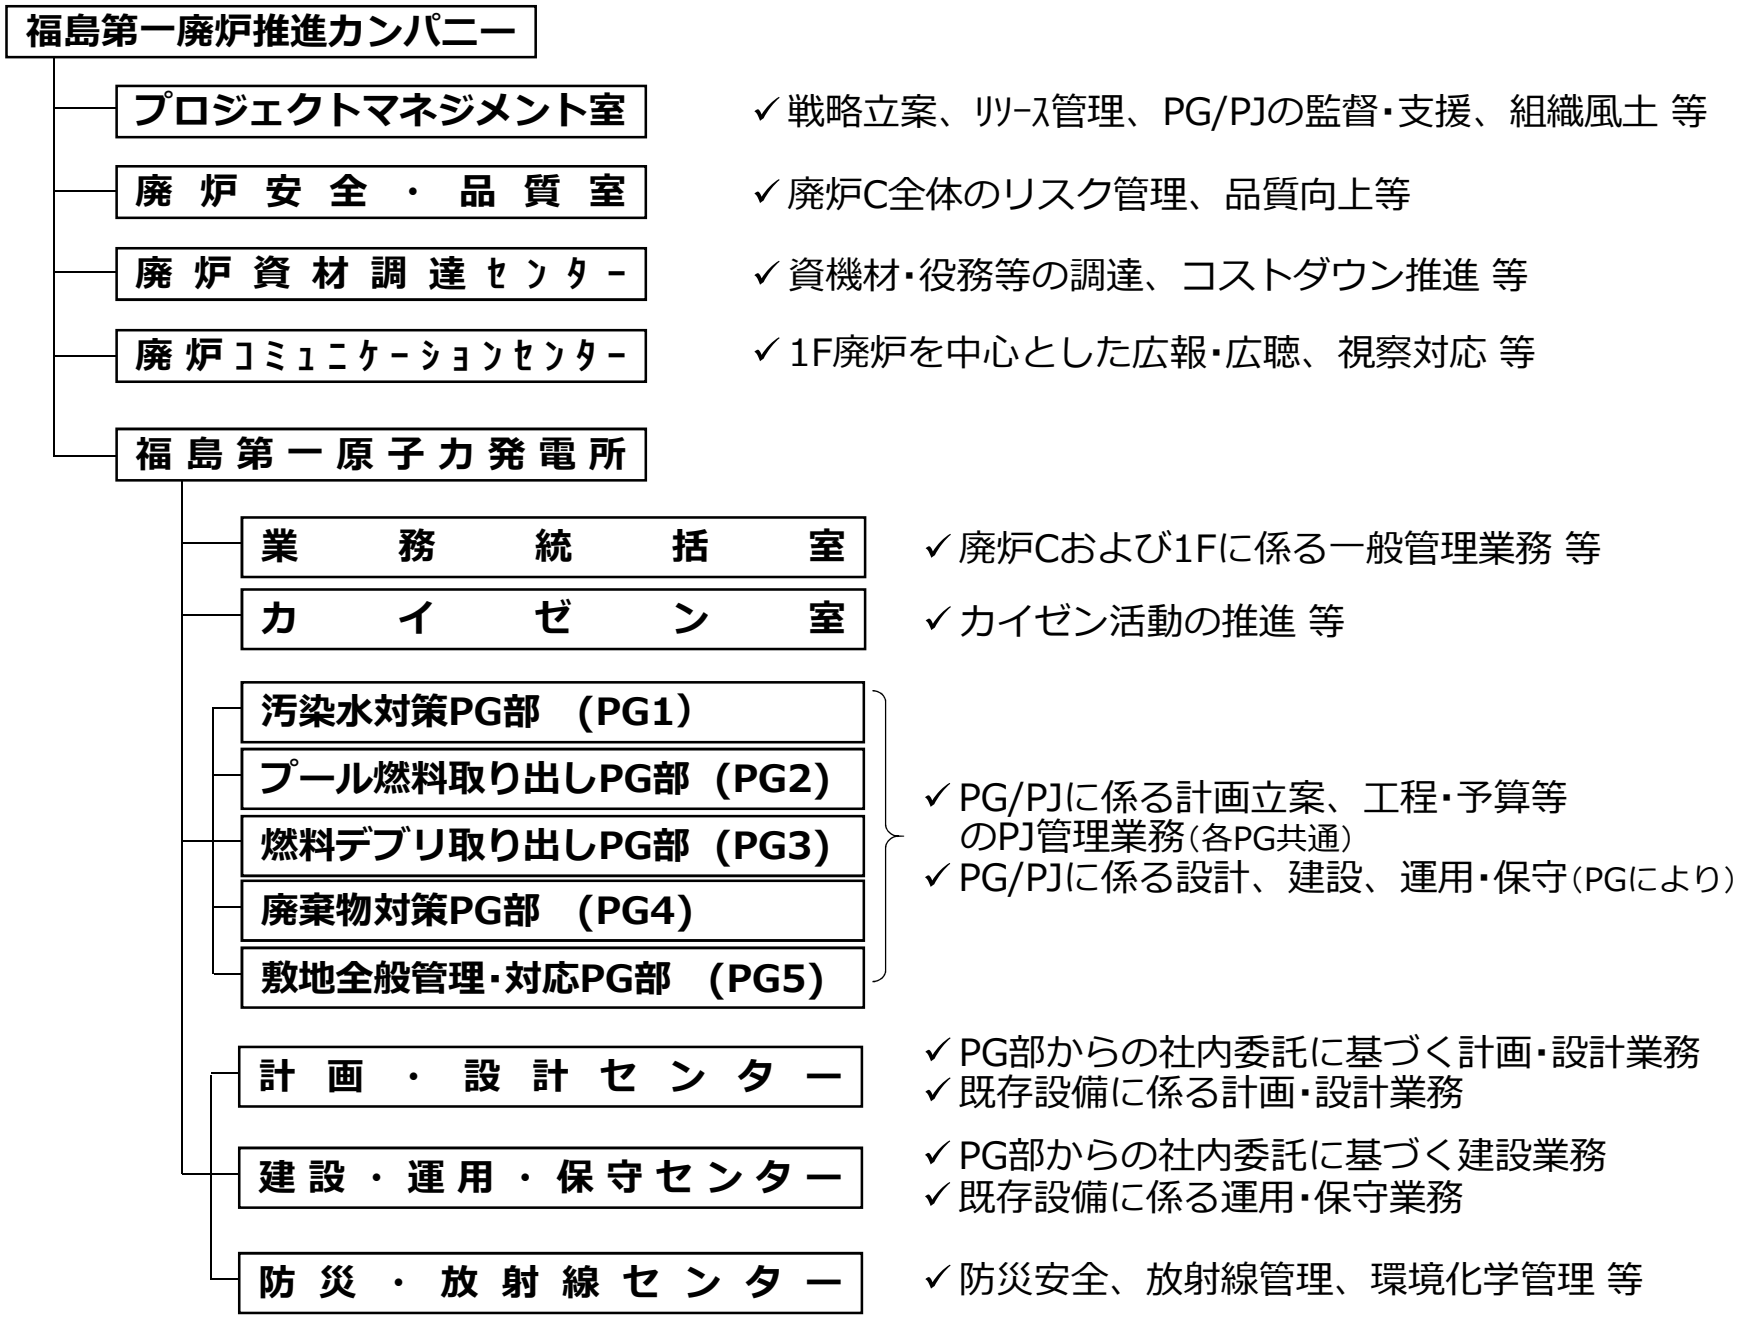 福島第一廃炉推進カンパニー
プロジェクトマネジメント室
✓ 戦略立案、ﾘｿｰｽ管理、PG/PJの監督・支援、組織風土 等
廃炉安全・品質室
✓ 廃炉C全体のリスク管理、品質向上等
廃炉資材調達ｾﾝﾀｰ
✓ 資機材・役務等の調達、コストダウン推進 等
廃炉ｺﾐｭﾆｹｰｼｮﾝｾﾝﾀｰ
✓ 1F廃炉を中心とした広報・広聴、視察対応 等
福島第一原子力発電所
業務統括室
✓ 廃炉Cおよび1Fに係る一般管理業務 等
カイゼン室
✓ カイゼン活動の推進 等
汚染水対策PG部 (PG1）
プール燃料取り出しPG部 (PG2)
燃料デブリ取り出しPG部 (PG3)
廃棄物対策PG部 (PG4)
敷地全般管理・対応PG部 (PG5)
✓ PG/PJに係る計画立案、工程・予算等
のPJ管理業務（各PG共通）
✓ PG/PJに係る設計、建設、運用・保守（PGにより）
計画・設計センター
✓ PG部からの社内委託に基づく計画・設計業務
✓ 既存設備に係る計画・設計業務
建設・運用・保守センター
✓ PG部からの社内委託に基づく建設業務
✓ 既存設備に係る運用・保守業務
防災・放射線センター
✓ 防災安全、放射線管理、環境化学管理 等